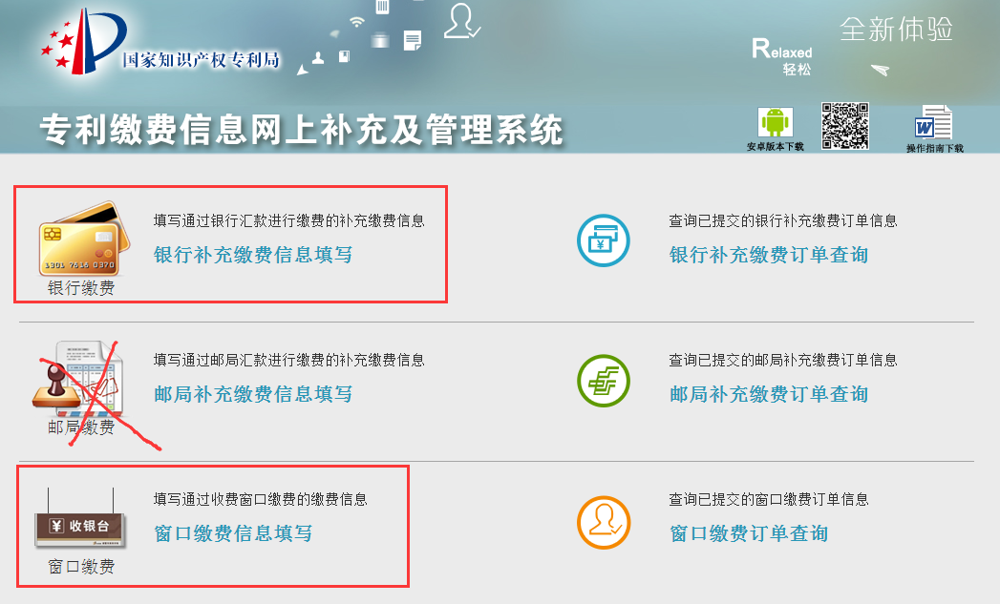 国家知识产权专利局
全新体验
Relaxed
轻松
专利缴费信息网上补充及管理系统
安卓版本下载
W
操作指南下载
填写通过银行汇款进行缴费的补充缴费信息
银行补充缴费信息填写
银行缴费
查询已提交的银行补充缴费订单信息
银行补充缴费订单查询
填写通过邮局汇款进行缴费的补充缴费信息
邮局补充缴费信息填写
邮局缴费
查询已提交的邮局补充缴费订单信息
邮局补充缴费订单查询
填写通过收费窗口缴费的缴费信息
窗口缴费信息填写
¥ 收银台
窗口缴费
查询已提交的窗口缴费订单信息
窗口缴费订单查询